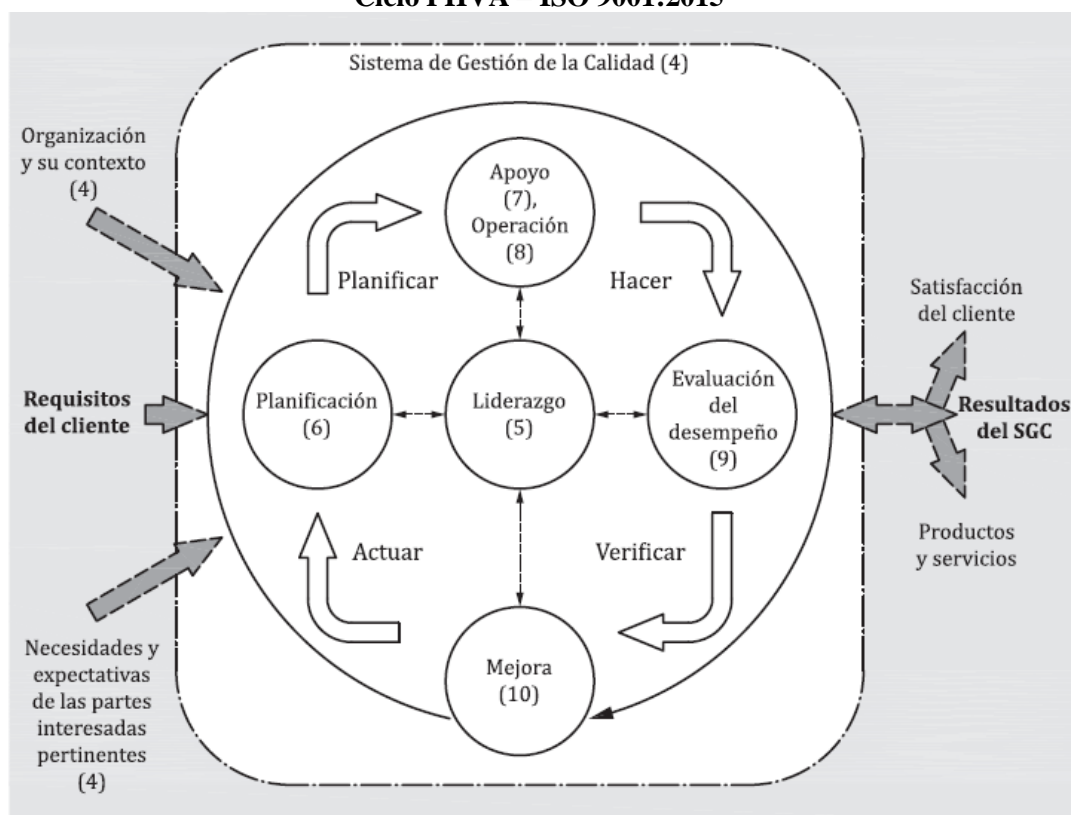 Ciclo PHVA – ISO 9001:2015
Sistema de Gestión de la Calidad (4)
Organización
y su contexto
(4)
Apoyo
(7),
Operación
(8)
Planificar
Hacer
Satisfacción
del cliente
Requisitos
del cliente
Planificación
(6)
Liderazgo
(5)
Evaluación
del
desempeño
(9)
Resultados
del SGC
Actuar
Verificar
Productos
y servicios
Necesidades y
expectativas
de las partes
interesadas
pertinentes
(4)
Mejora
(10)